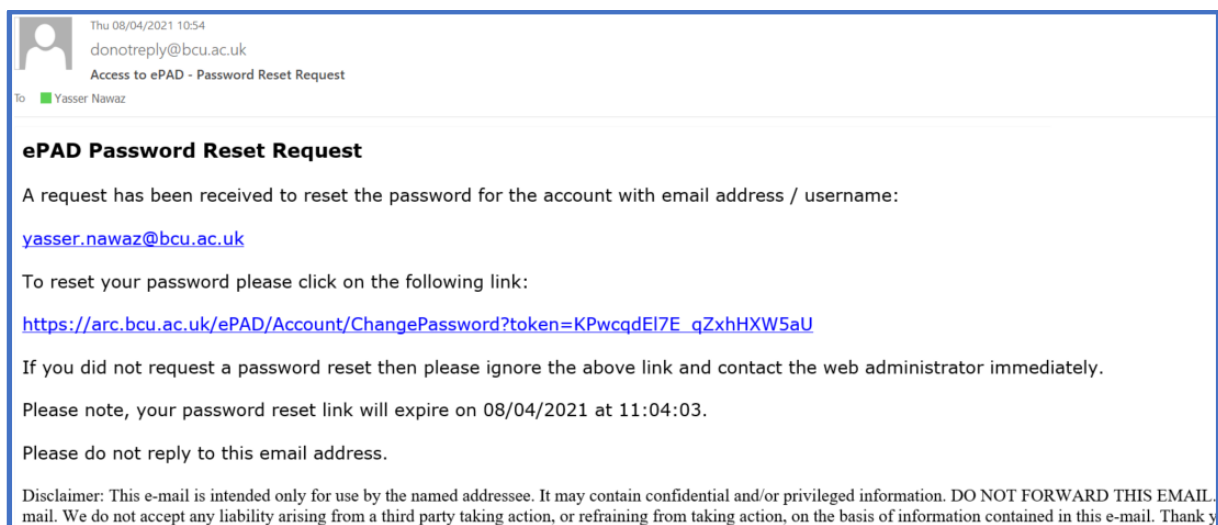 Thu 08/04/2021 10:54
donotreply@bcu.ac.uk
Access to ePAD - Password Reset Request
To Yasser Nawaz
ePAD Password Reset Request
A request has been received to reset the password for the account with email address / username:
yasser.nawaz@bcu.ac.uk
To reset your password please click on the following link:
https://arc.bcu.ac.uk/ePAD/Account/ChangePassword?token=KPwcqdEl7E_qZxhHXW5aU
If you did not request a password reset then please ignore the above link and contact the web administrator immediately.
Please note, your password reset link will expire on 08/04/2021 at 11:04:03.
Please do not reply to this email address.
Disclaimer: This e-mail is intended only for use by the named addressee. It may contain confidential and/or privileged information. DO NOT FORWARD THIS EMAIL.
mail. We do not accept any liability arising from a third party taking action, or refraining from taking action, on the basis of information contained in this e-mail. Thank y